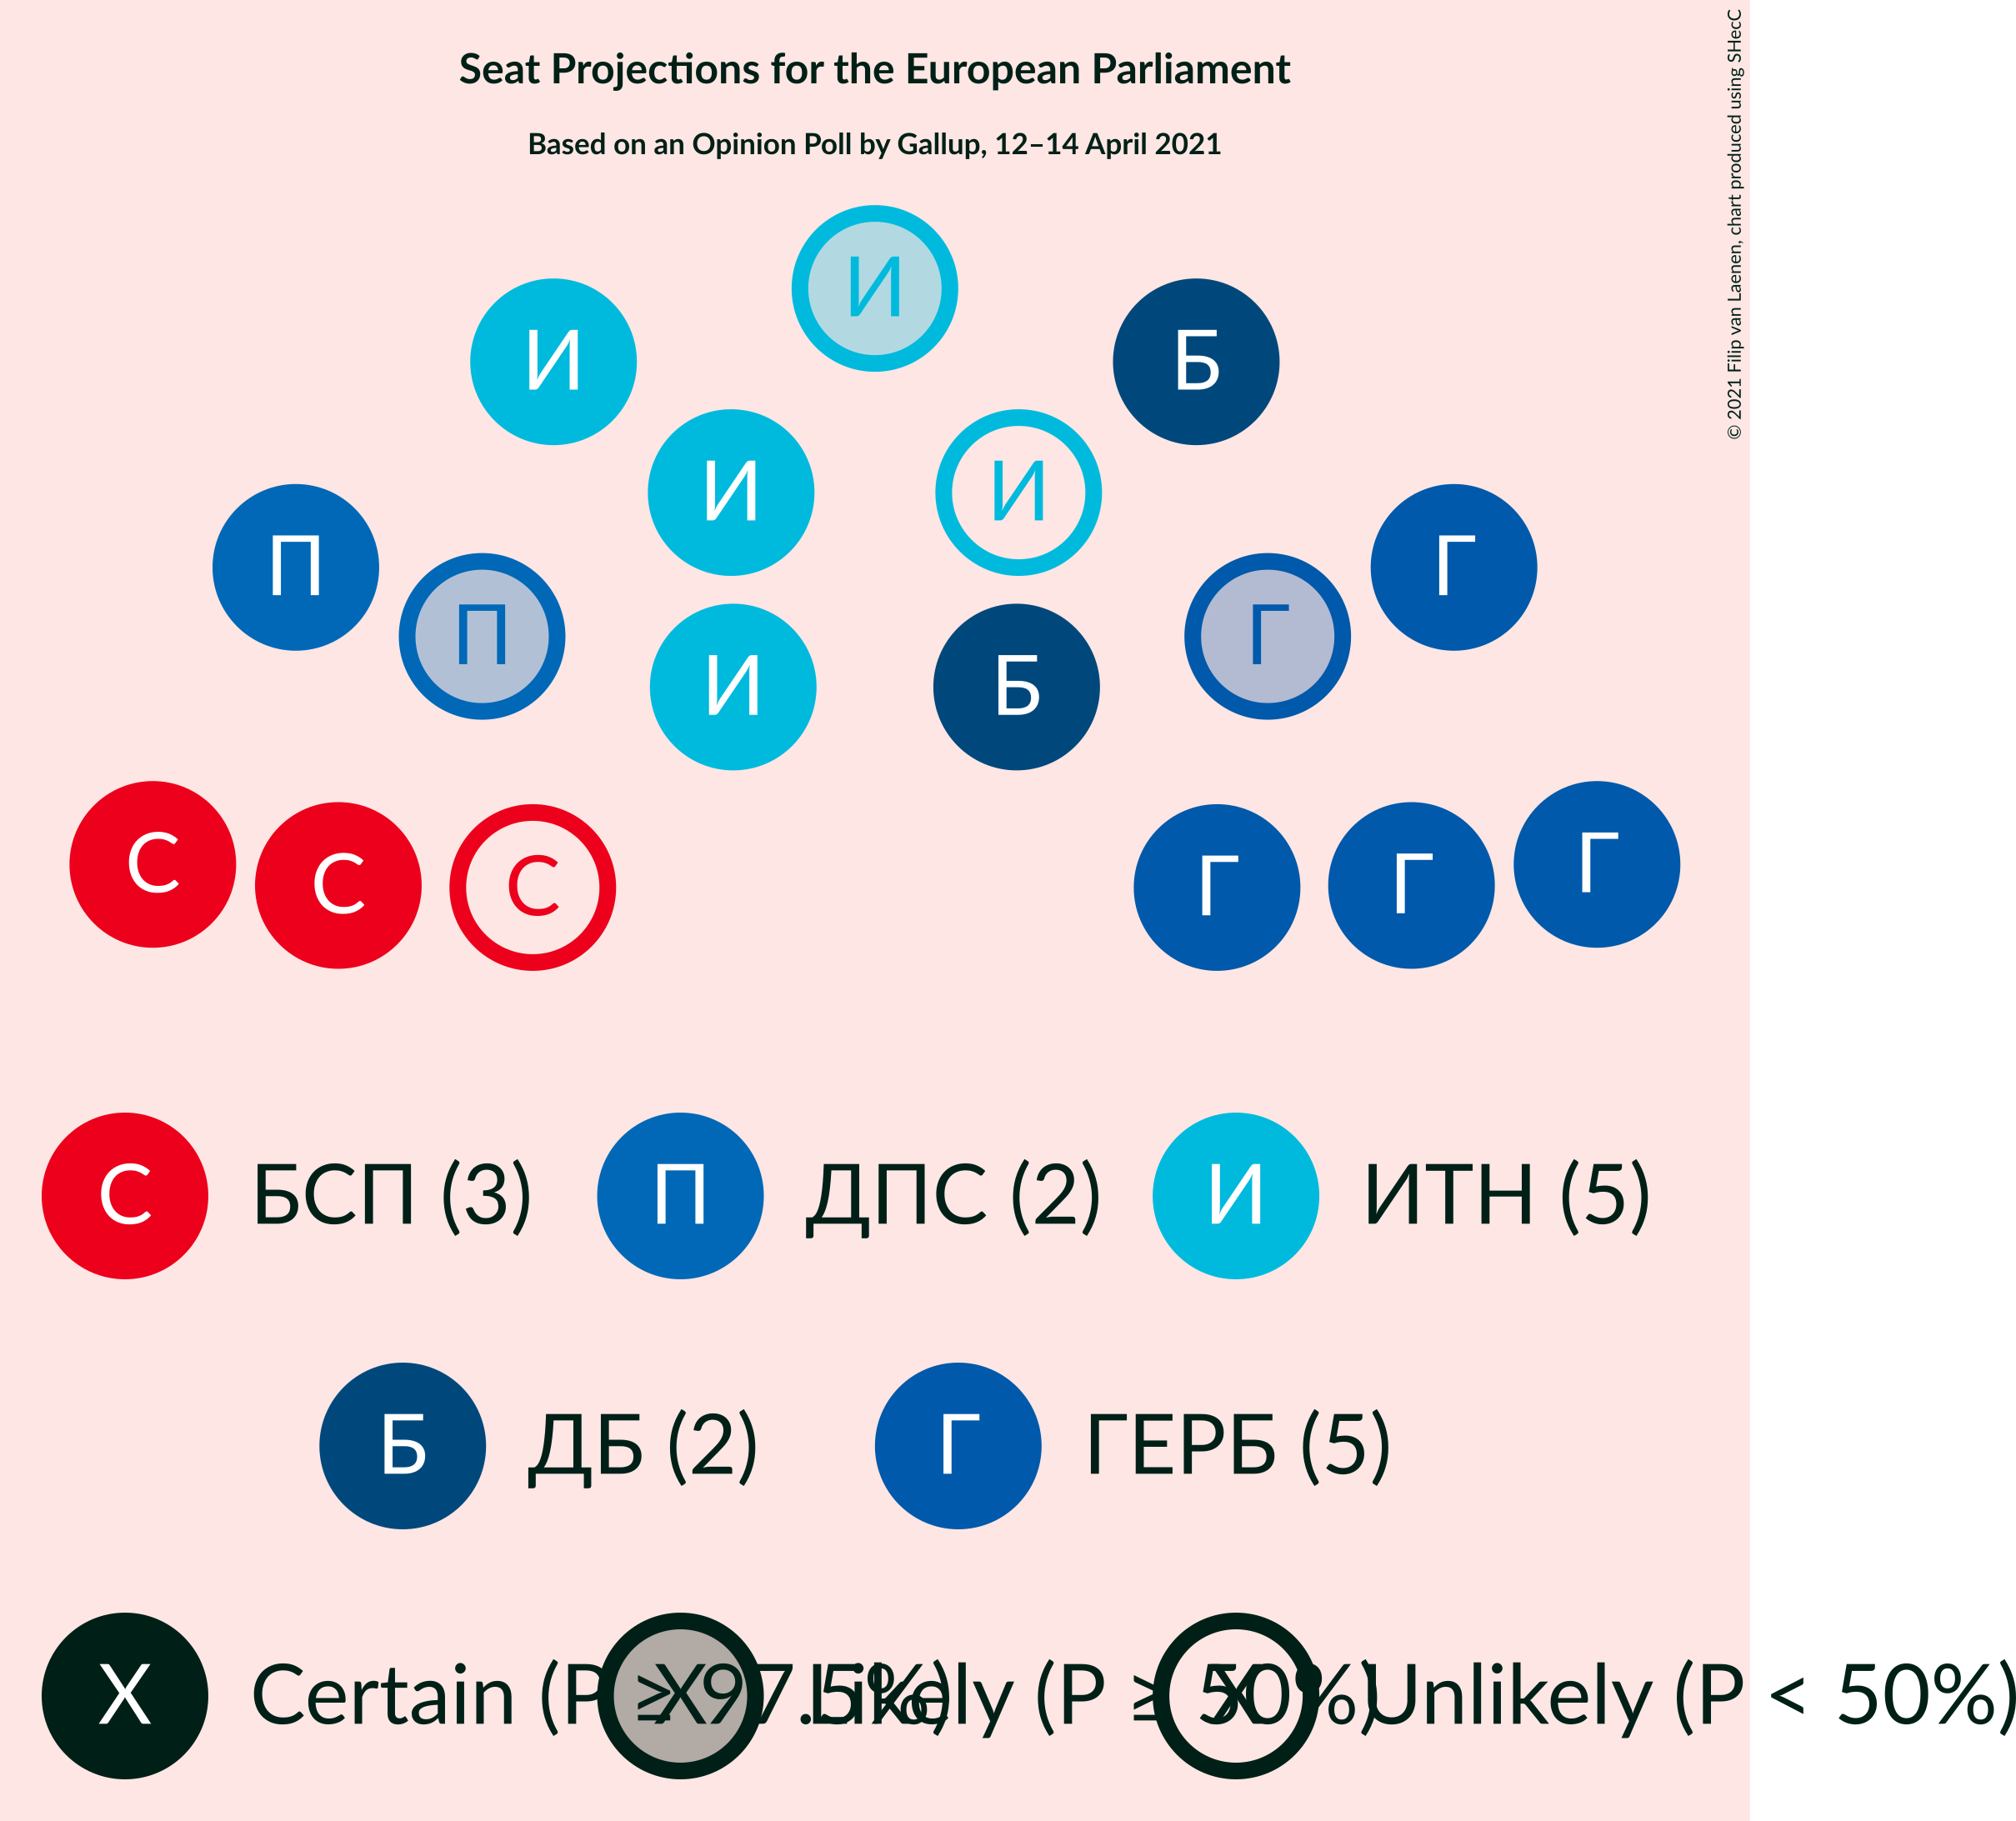 Seat Projections for the European Parliament
Based on an Opinion Poll by Gallup, 12–14 April 2021
© 2021 Filip van Laenen, chart produced using SHecC
И
И Б
И И
П Г
П Г
И Б
С С С Г Г Г
С БСП (3) П ДПС (2) И ИТН (5)
Б ДБ (2) Г ГЕРБ (5)
X Certain (P ≥ 97.5%) X Likely (P ≥ 50%) X Unlikely (P < 50%)